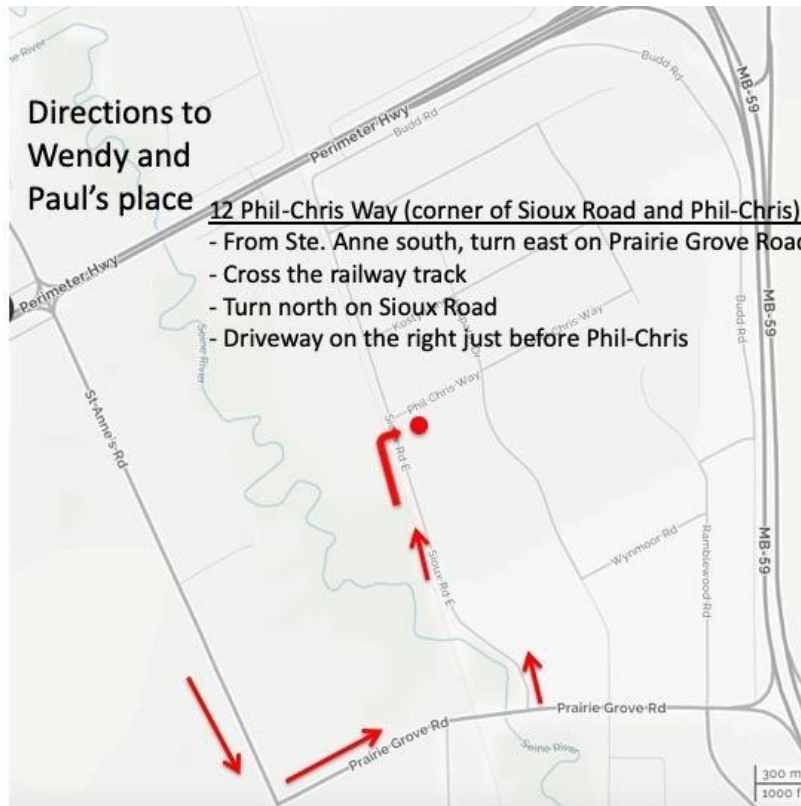 Seine River
Budd Rd
MB-59
Directions to
Wendy and
Paul's place
Perimeter Hwy
Budd Rd
12 Phil-Chris Way (corner of Sioux Road and Phil-Chris)
- From Ste. Anne south, turn east on Prairie Grove Road
Perimeter Hwy
- Cross the railway track
- Turn north on Sioux Road
- Driveway on the right just before Phil-Chris
Seine River
Budd Rd
MB-59
Chris Way
Phil Chris Way
St Anne's Rd
Sioux Rd E
Wynmoor Rd
Ramblewood Rd
MB-59
Sioux Rd E
Prairie Grove Rd
Prairie Grove Rd
Seine River
300 m
1000 f